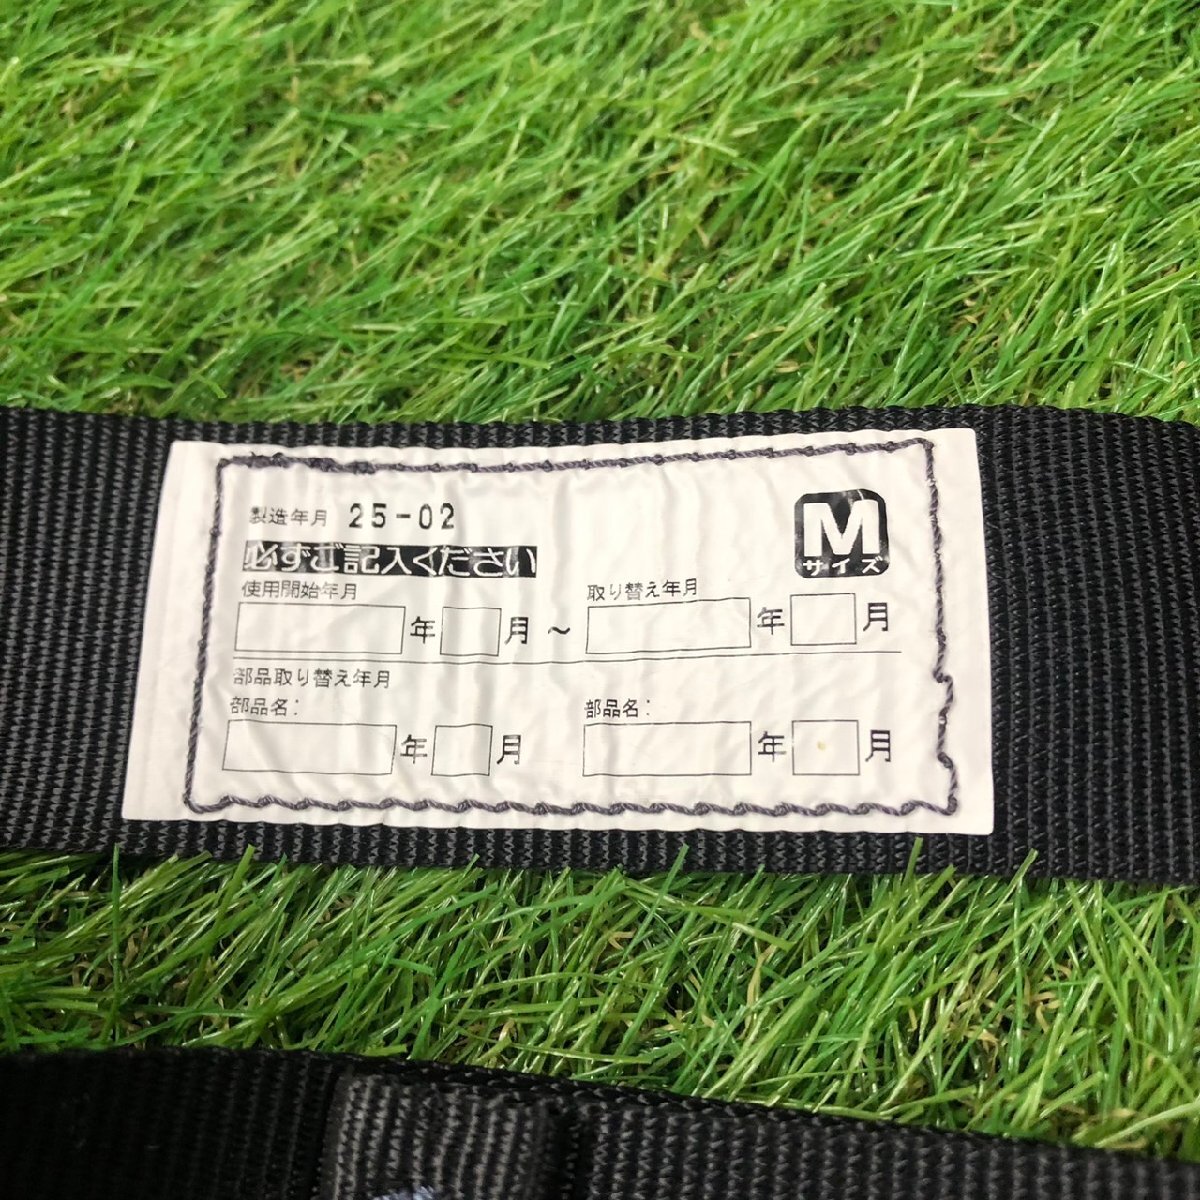 製造年月 25-02
M
サイズ
必ずご記入ください
使用開始年月 取り替え年月
年 月 ~ 年 月
部品取り替え年月
部品名: 部品名:
年 月 年 月